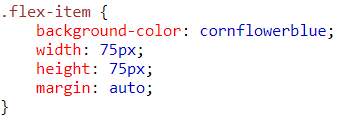 .flex-item {
    background-color: cornflowerblue;
    width: 75px;
    height: 75px;
    margin: auto;
}